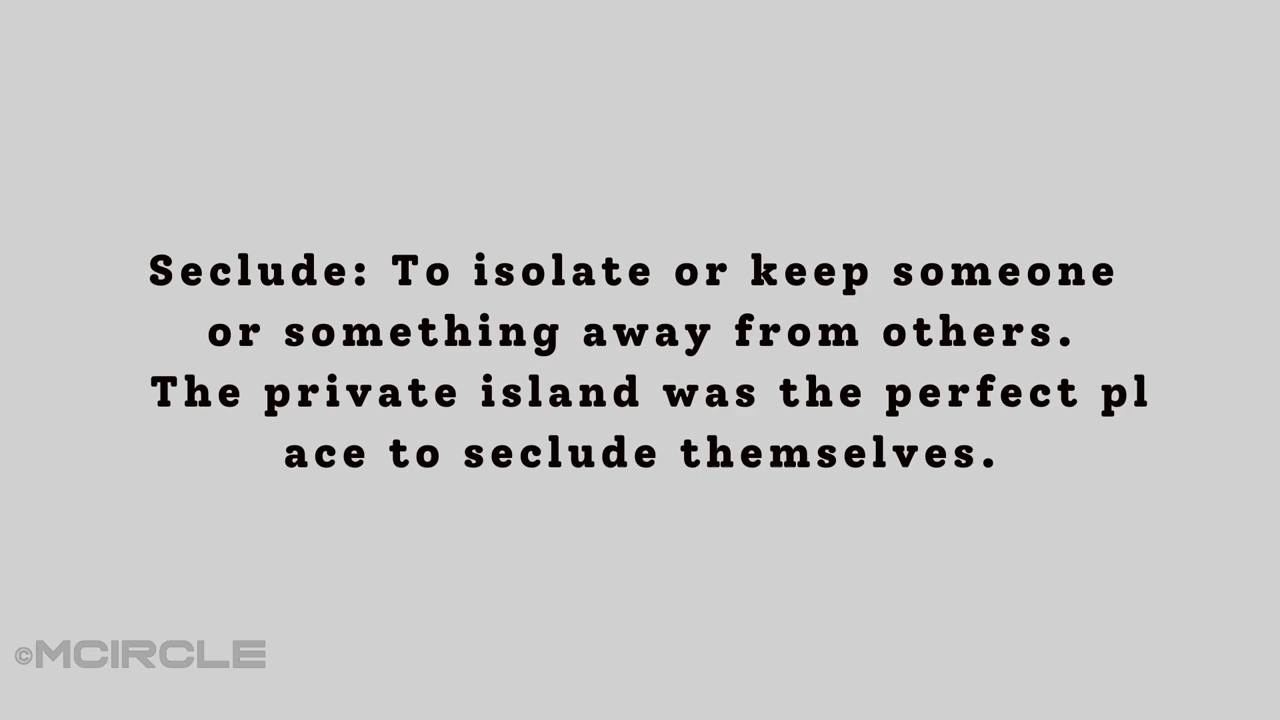 Seclude: To isolate or keep someone
or something away from others.
The private island was the perfect pl
ace to seclude themselves.
©MCIRCLE